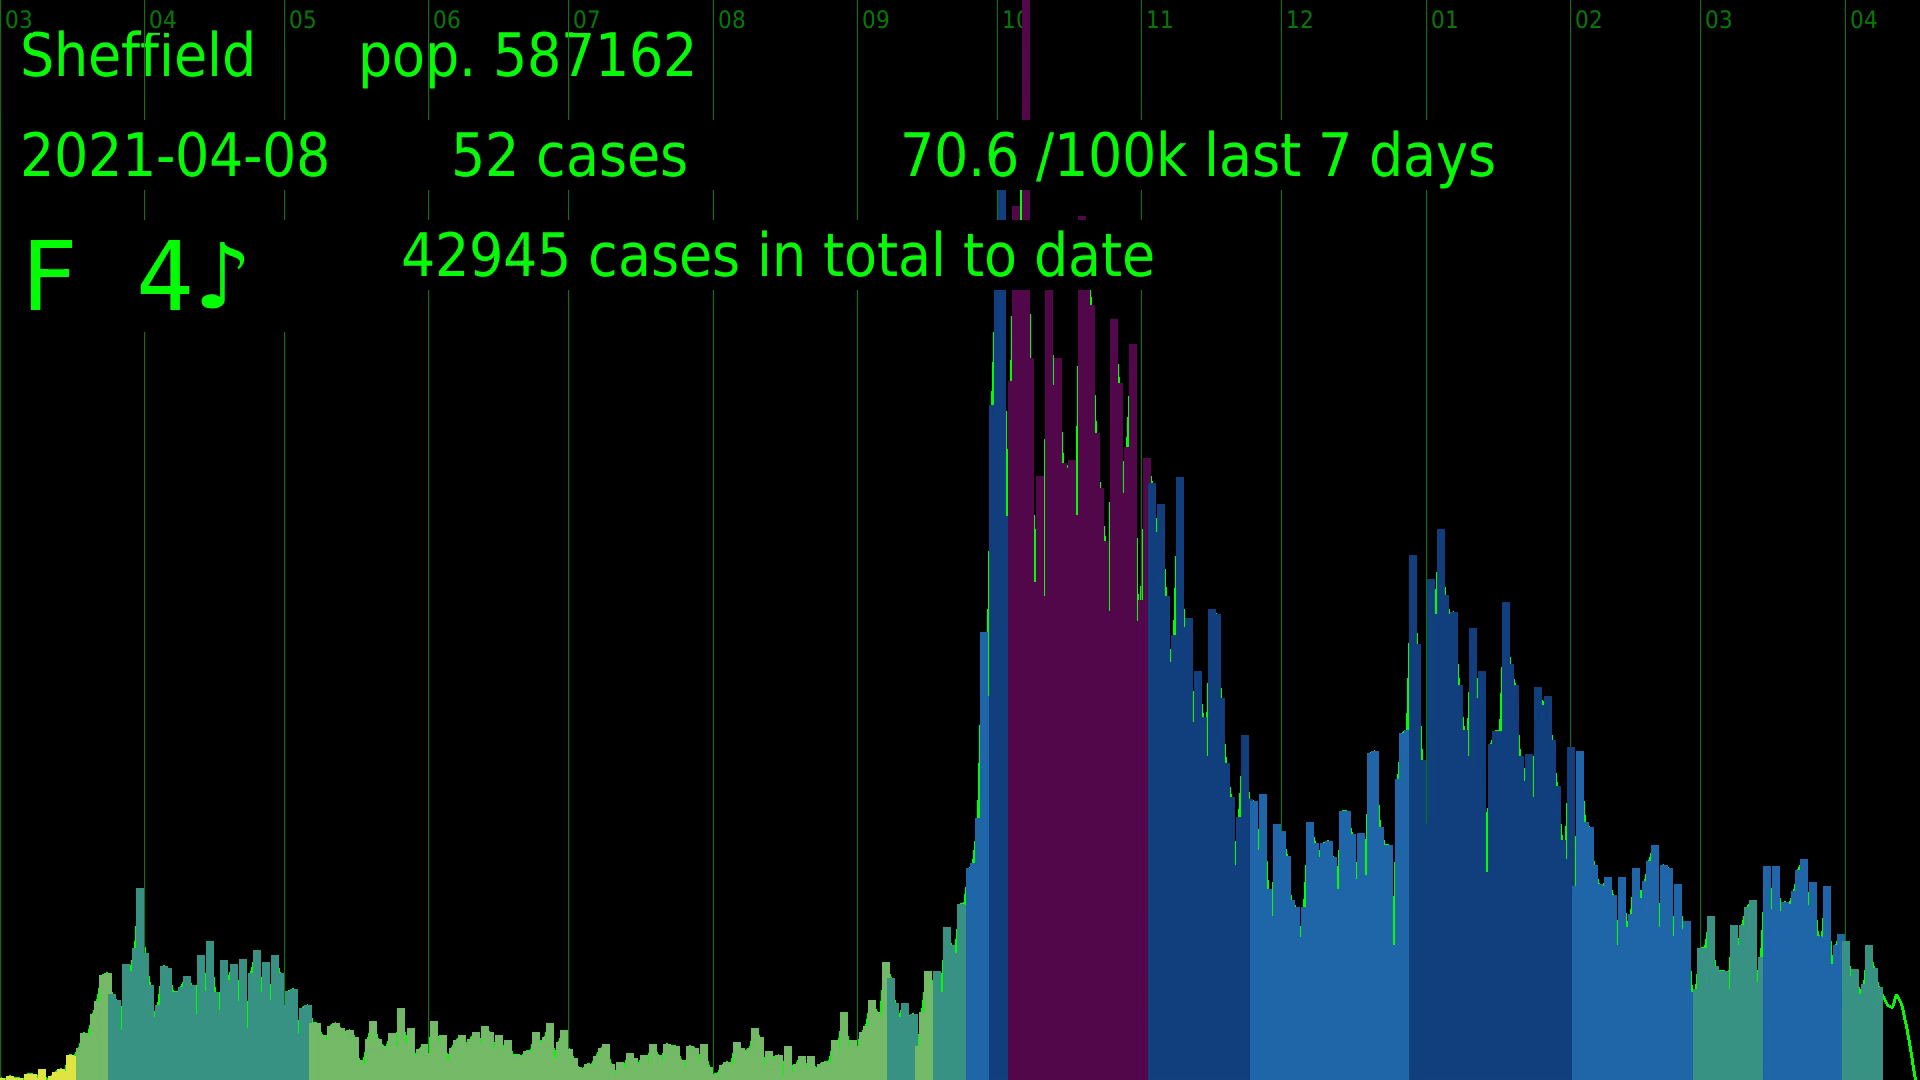 03 04 05 06 07 08 09 10 11 12 01 02 03 04
Sheffield pop. 587162
2021-04-08 52 cases 70.6 /100k last 7 days
F 4♪ 42945 cases in total to date